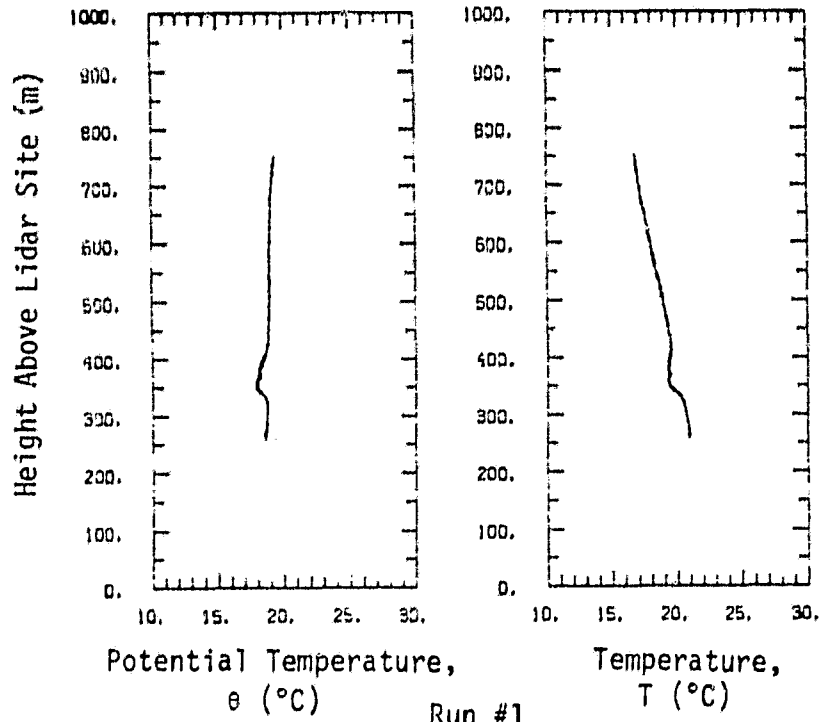 Height Above Lidar Site (m)
1000.
900.
800.
700.
600.
500.
400.
300.
200.
100.
0.
10. 15. 20. 25. 30.
Potential Temperature,
θ (°C)
1000.
900.
800.
700.
600.
500.
400.
300.
200.
100.
0.
10. 15. 20. 25. 30.
Temperature,
T (°C)
Run #1